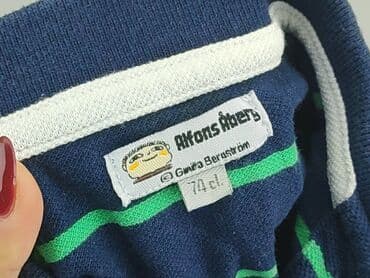 Alfons Åberg
© Gunilla Bergström
74 cl.